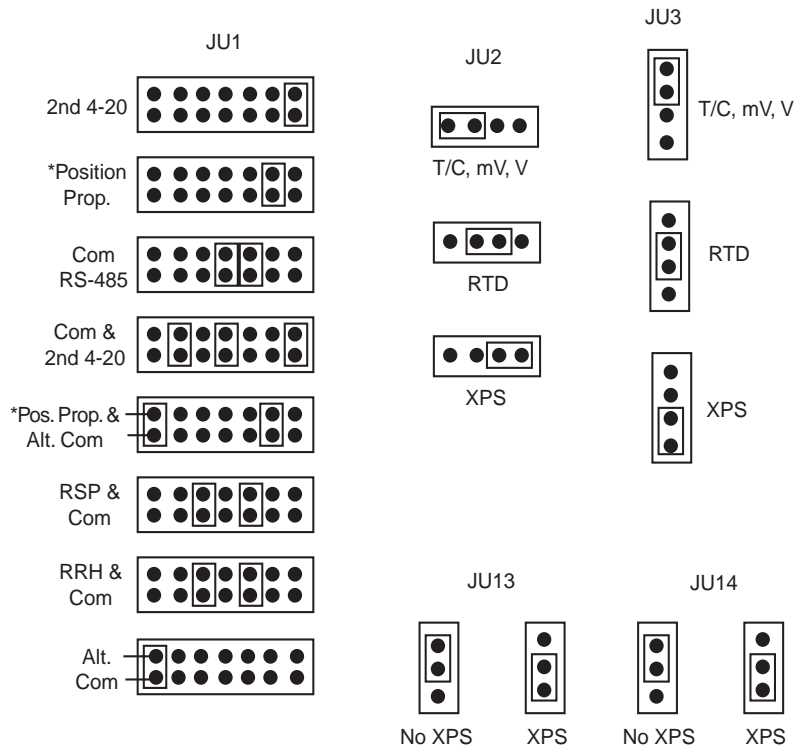 JU1
2nd 4-20
*Position
Prop.
Com
RS-485
Com &
2nd 4-20
*Pos. Prop. &
Alt. Com
RSP &
Com
RRH &
Com
Alt.
Com
JU2
T/C, mV, V
RTD
XPS
JU3
T/C, mV, V
RTD
XPS
JU13
No XPS
XPS
JU14
No XPS
XPS